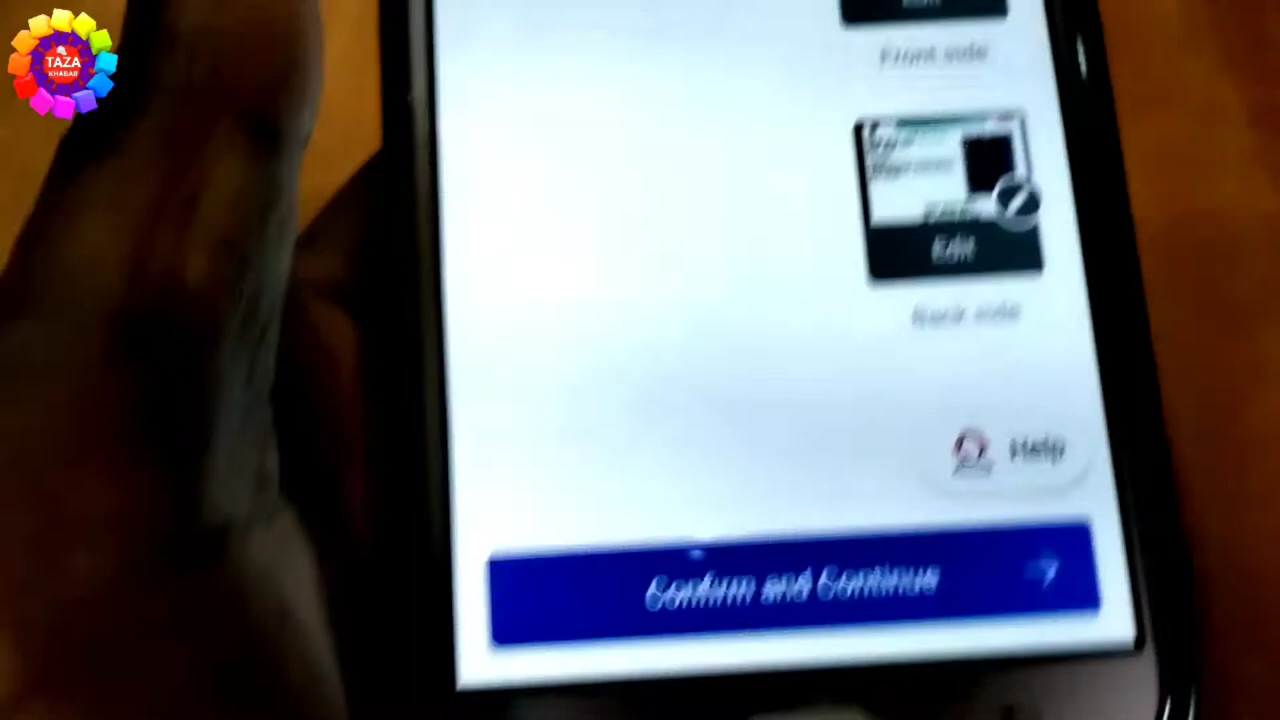 TAZA
KHABAR
Front side
Edit
Back side
Help
Confirm and Continue